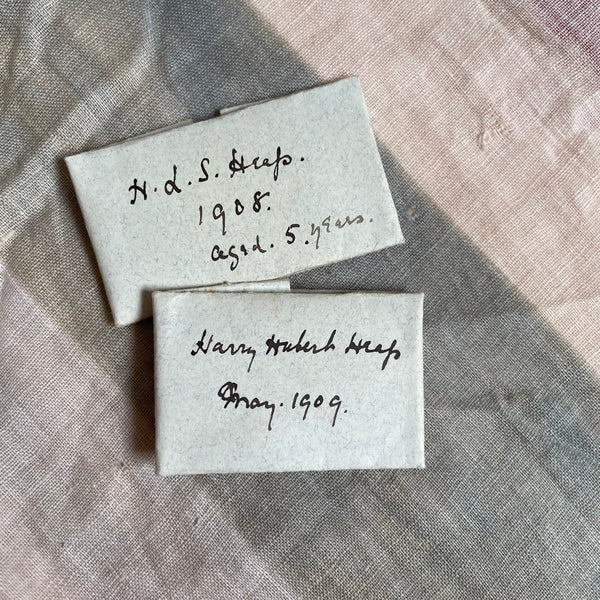 H. L. S. Heap.
1908.
aged. 5. years.
Harry Hubert Heap
May. 1909.